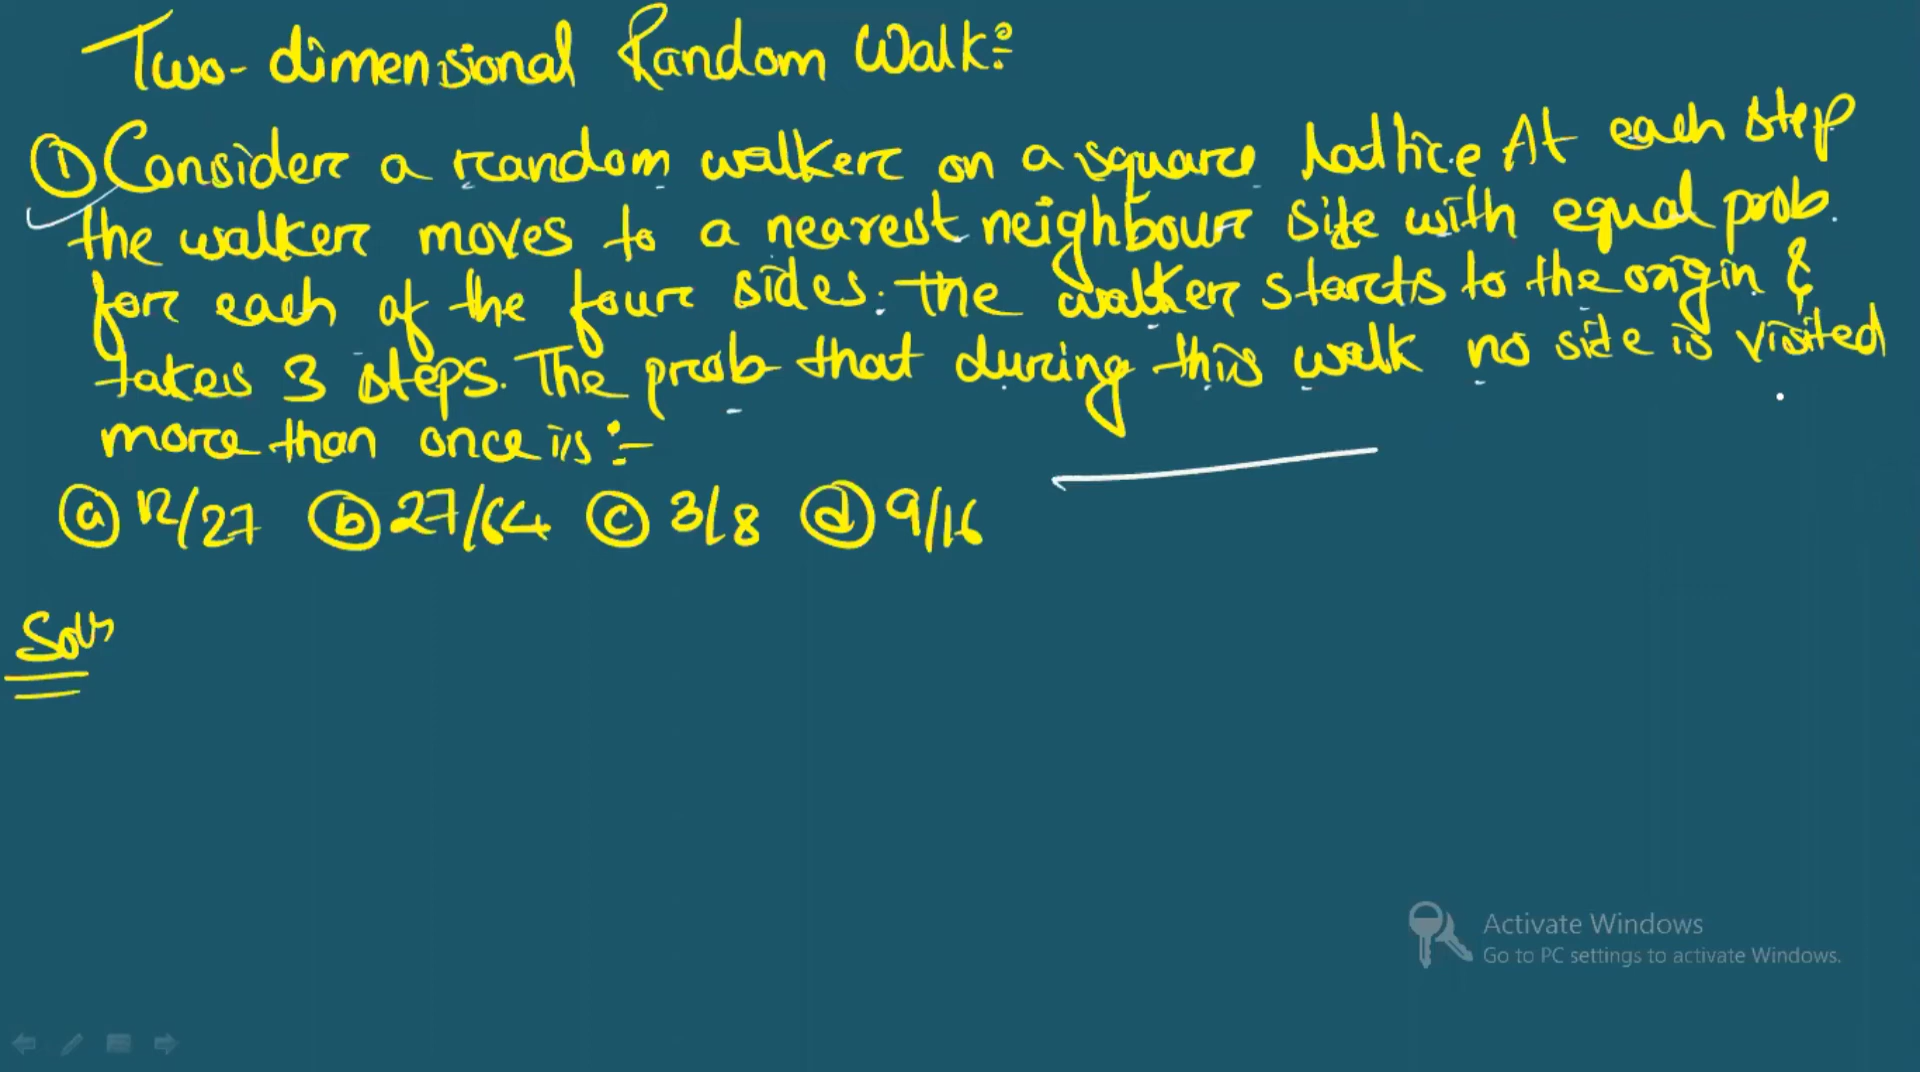 Two-dimensional Random Walk:
① Consider a random walker on a square lattice At each step
the walker moves to a nearest neighbour site with equal prob.
for each of the four sides. The walker starts to the origin &
takes 3 steps. The prob that during this walk no side is visited
more than once is :-
ⓐ 12/27 ⓑ 27/64 ⓒ 3/8 ⓓ 9/16
Soln
Activate Windows
Go to PC settings to activate Windows.